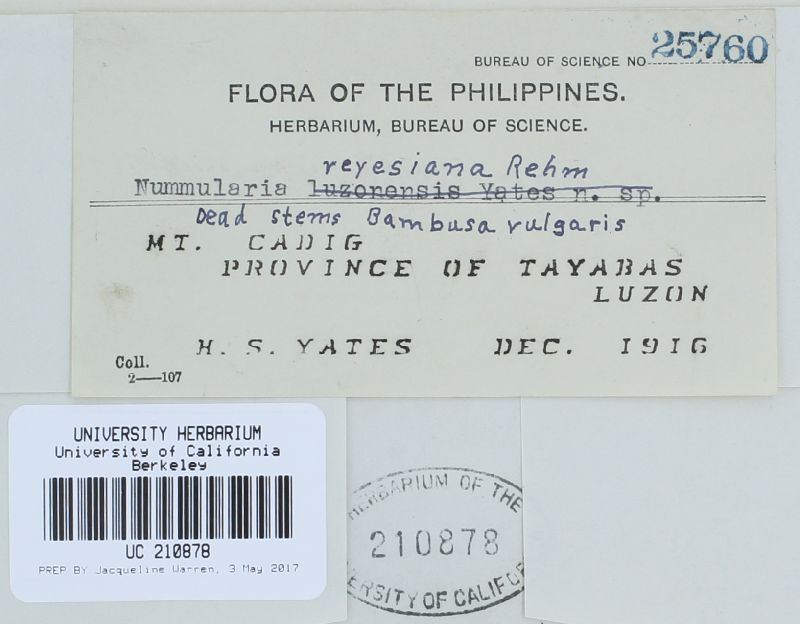 BUREAU OF SCIENCE NO 25760
FLORA OF THE PHILIPPINES.
HERBARIUM, BUREAU OF SCIENCE.
reyesiana Rehm
Nummularia luzonensis Yates n. sp.
Dead stems Bambusa vulgaris
MT. CADIG
PROVINCE OF TAYABAS
LUZON
H. S. YATES DEC. 1916
Coll.
2—107
UNIVERSITY HERBARIUM
University of California
Berkeley
UC 210878
PREP BY Jacqueline Warren, 3 May 2017
HERBARIUM OF THE
210878
ERSITY OF CALIFO